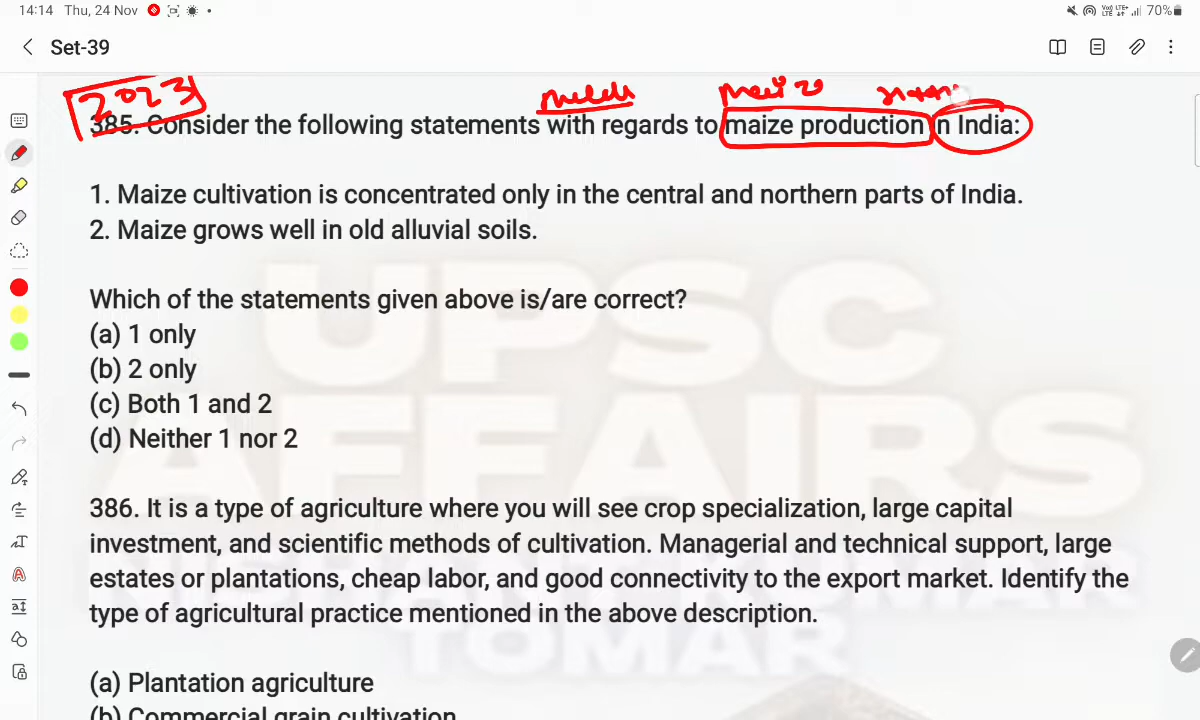 14:14 Thu, 24 Nov
70%
Set-39
2023
385. Consider the following statements with regards to maize production in India:
1. Maize cultivation is concentrated only in the central and northern parts of India.
2. Maize grows well in old alluvial soils.
Which of the statements given above is/are correct?
(a) 1 only
(b) 2 only
(c) Both 1 and 2
(d) Neither 1 nor 2
386. It is a type of agriculture where you will see crop specialization, large capital
investment, and scientific methods of cultivation. Managerial and technical support, large
estates or plantations, cheap labor, and good connectivity to the export market. Identify the
type of agricultural practice mentioned in the above description.
(a) Plantation agriculture
(b) Commercial grain cultivation
UPSC
AFFAIRS
NISHANT KUMAR
TOMAR